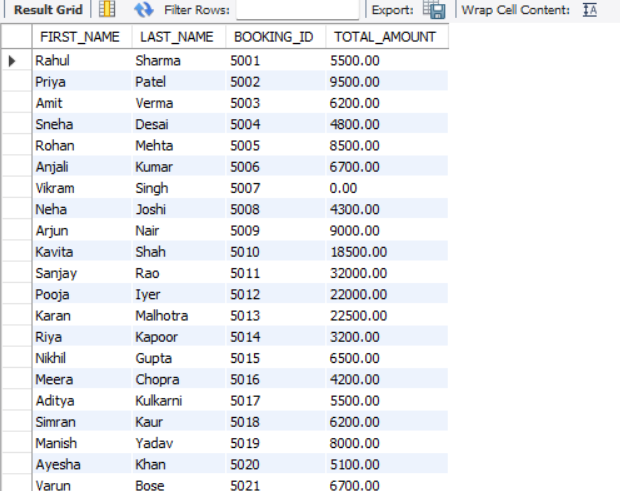 Result Grid Filter Rows: Export: Wrap Cell Content: IA
FIRST_NAME LAST_NAME BOOKING_ID TOTAL_AMOUNT
Rahul Sharma 5001 5500.00
Priya Patel 5002 9500.00
Amit Verma 5003 6200.00
Sneha Desai 5004 4800.00
Rohan Mehta 5005 8500.00
Anjali Kumar 5006 6700.00
Vikram Singh 5007 0.00
Neha Joshi 5008 4300.00
Arjun Nair 5009 9000.00
Kavita Shah 5010 18500.00
Sanjay Rao 5011 32000.00
Pooja Iyer 5012 22000.00
Karan Malhotra 5013 22500.00
Riya Kapoor 5014 3200.00
Nikhil Gupta 5015 6500.00
Meera Chopra 5016 4200.00
Aditya Kulkarni 5017 5500.00
Simran Kaur 5018 6200.00
Manish Yadav 5019 8000.00
Ayesha Khan 5020 5100.00
Varun Bose 5021 6700.00